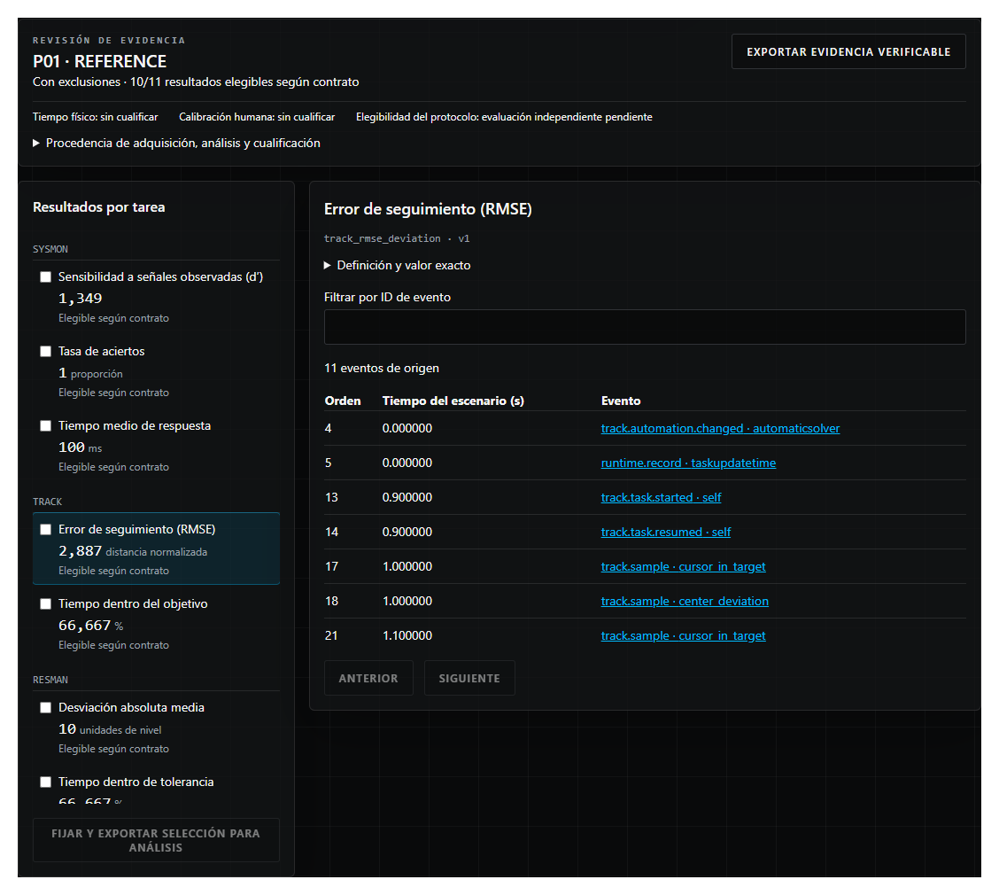 REVISIÓN DE EVIDENCIA
P01 · REFERENCE
Con exclusiones · 10/11 resultados elegibles según contrato
EXPORTAR EVIDENCIA VERIFICABLE
Tiempo físico: sin cualificar Calibración humana: sin cualificar Elegibilidad del protocolo: evaluación independiente pendiente
Procedencia de adquisición, análisis y cualificación
Resultados por tarea
SYSMON
Sensibilidad a señales observadas (d′)
1,349
Elegible según contrato
Tasa de aciertos
1 proporción
Elegible según contrato
Tiempo medio de respuesta
100 ms
Elegible según contrato
TRACK
Error de seguimiento (RMSE)
2,887 distancia normalizada
Elegible según contrato
Tiempo dentro del objetivo
66,667 %
Elegible según contrato
RESMAN
Desviación absoluta media
10 unidades de nivel
Elegible según contrato
Tiempo dentro de tolerancia
66,667 %
FIJAR Y EXPORTAR SELECCIÓN PARA
ANÁLISIS
Error de seguimiento (RMSE)
track_rmse_deviation · v1
Definición y valor exacto
Filtrar por ID de evento
11 eventos de origen
Orden Tiempo del escenario (s) Evento
4 0.000000 track.automation.changed · automaticsolver
5 0.000000 runtime.record · taskupdatetime
13 0.900000 track.task.started · self
14 0.900000 track.task.resumed · self
17 1.000000 track.sample · cursor_in_target
18 1.000000 track.sample · center_deviation
21 1.100000 track.sample · cursor_in_target
ANTERIOR SIGUIENTE